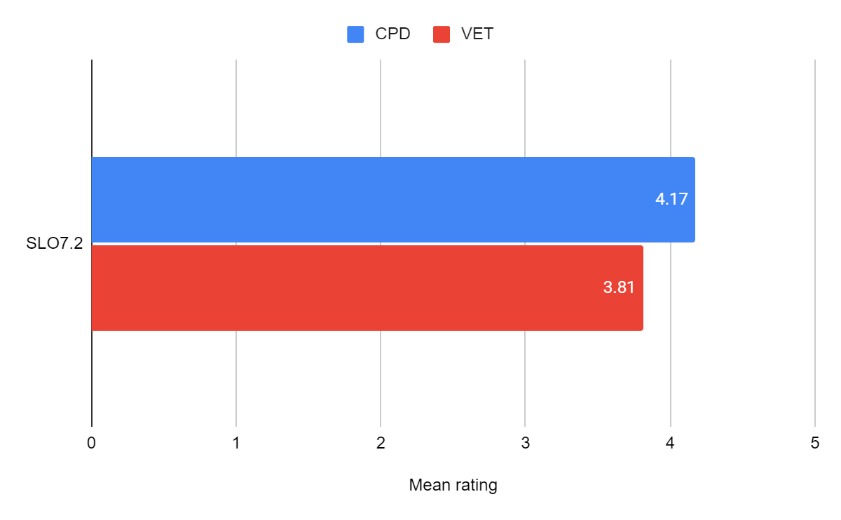 CPD VET
4.17
SLO7.2
3.81
0 1 2 3 4 5
Mean rating